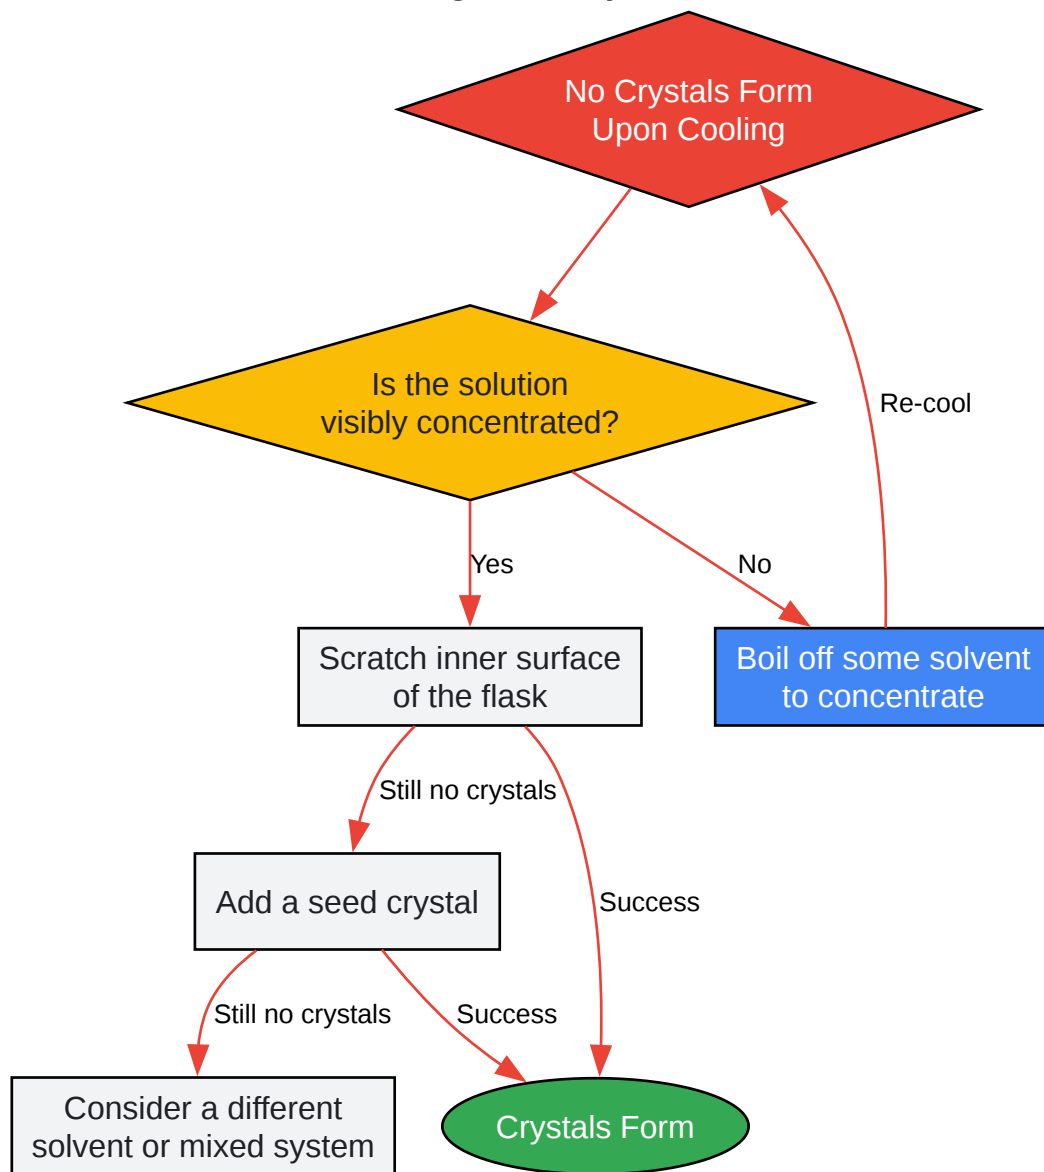 No Crystals Form
Upon Cooling
Is the solution
visibly concentrated?
Re-cool
Yes
No
Scratch inner surface
of the flask
Boil off some solvent
to concentrate
Still no crystals
Add a seed crystal
Success
Still no crystals
Success
Consider a different
solvent or mixed system
Crystals Form